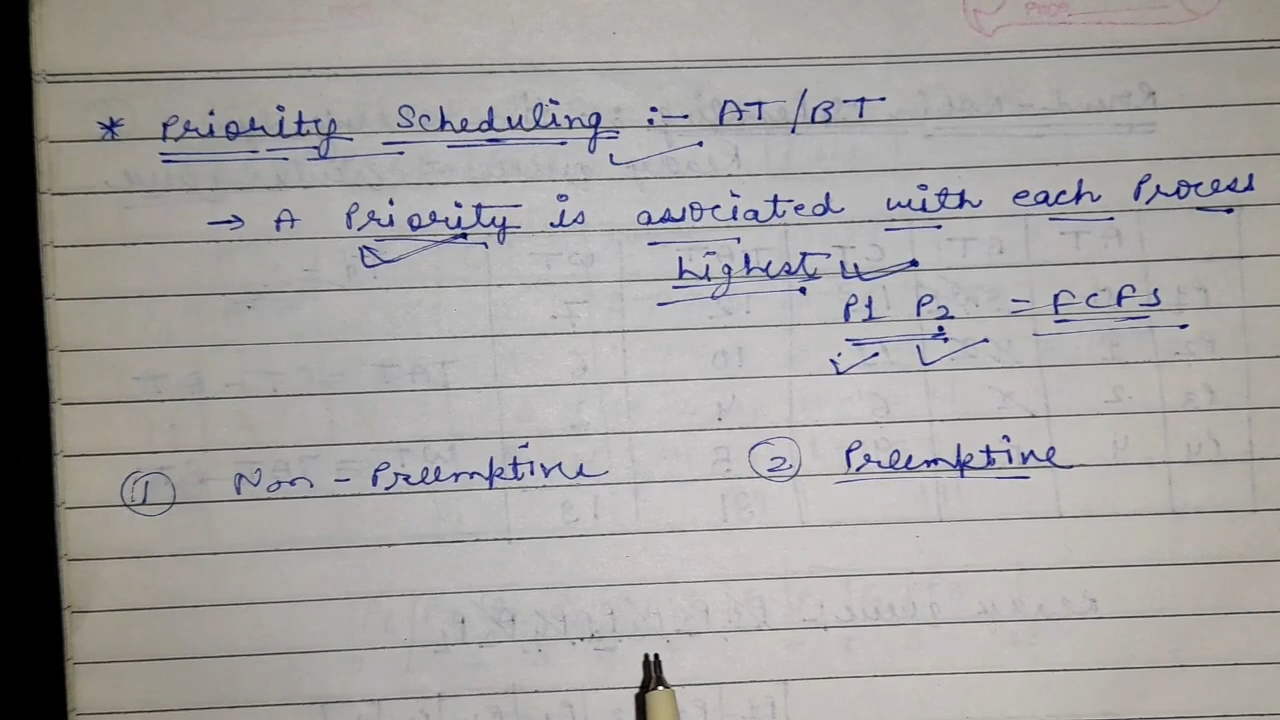 * Priority Scheduling :- AT/BT
→ A Priority is associated with each Process
highest
P1 P2 = FCFS
① Non-Preemptive ② Preemptive